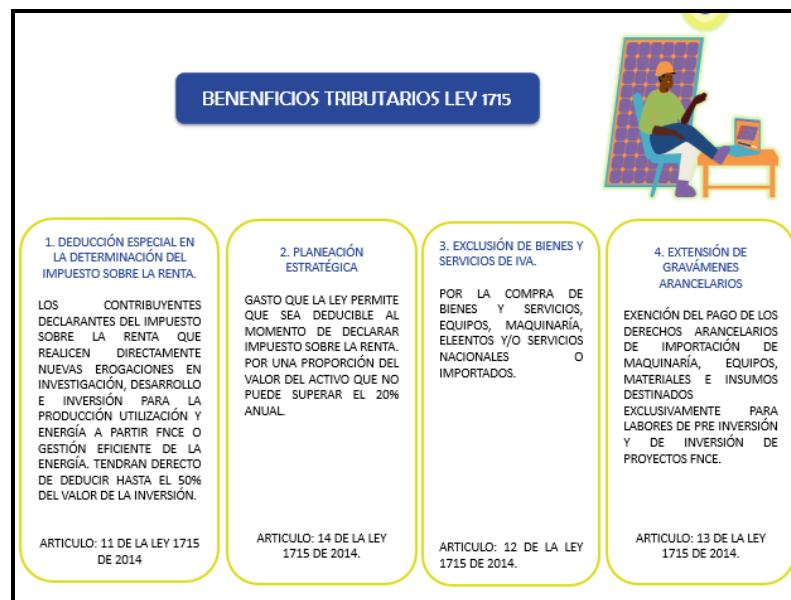 BENENFICIOS TRIBUTARIOS LEY 1715
1. DEDUCCIÓN ESPECIAL EN
LA DETERMINACIÓN DEL
IMPUESTO SOBRE LA RENTA.
LOS CONTRIBUYENTES
DECLARANTES DEL IMPUESTO
SOBRE LA RENTA QUE
REALICEN DIRECTAMENTE
NUEVAS EROGACIONES EN
INVESTIGACIÓN, DESARROLLO
E INVERSIÓN PARA LA
PRODUCCIÓN UTILIZACIÓN Y
ENERGÍA A PARTIR FNCE O
GESTIÓN EFICIENTE DE LA
ENERGÍA. TENDRAN DERECTO
DE DEDUCIR HASTA EL 50%
DEL VALOR DE LA INVERSIÓN.
ARTICULO: 11 DE LA LEY 1715
DE 2014
2. PLANEACIÓN
ESTRATÉGICA
GASTO QUE LA LEY PERMITE
QUE SEA DEDUCIBLE AL
MOMENTO DE DECLARAR
IMPUESTO SOBRE LA RENTA.
POR UNA PROPORCIÓN DEL
VALOR DEL ACTIVO QUE NO
PUEDE SUPERAR EL 20%
ANUAL.
ARTICULO: 14 DE LA LEY
1715 DE 2014.
3. EXCLUSIÓN DE BIENES Y
SERVICIOS DE IVA.
POR LA COMPRA DE
BIENES Y SERVICIOS,
EQUIPOS, MAQUINARÍA,
ELEENTOS Y/O SERVICIOS
NACIONALES O
IMPORTADOS.
ARTICULO: 12 DE LA LEY
1715 DE 2014.
4. EXTENSIÓN DE
GRAVÁMENES
ARANCELARIOS
EXENCIÓN DEL PAGO DE LOS
DERECHOS ARANCELARIOS
DE IMPORTACIÓN DE
MAQUINARÍA, EQUIPOS,
MATERIALES E INSUMOS
DESTINADOS
EXCLUSIVAMENTE PARA
LABORES DE PRE INVERSIÓN
Y DE INVERSIÓN DE
PROYECTOS FNCE.
ARTICULO: 13 DE LA LEY
1715 DE 2014.